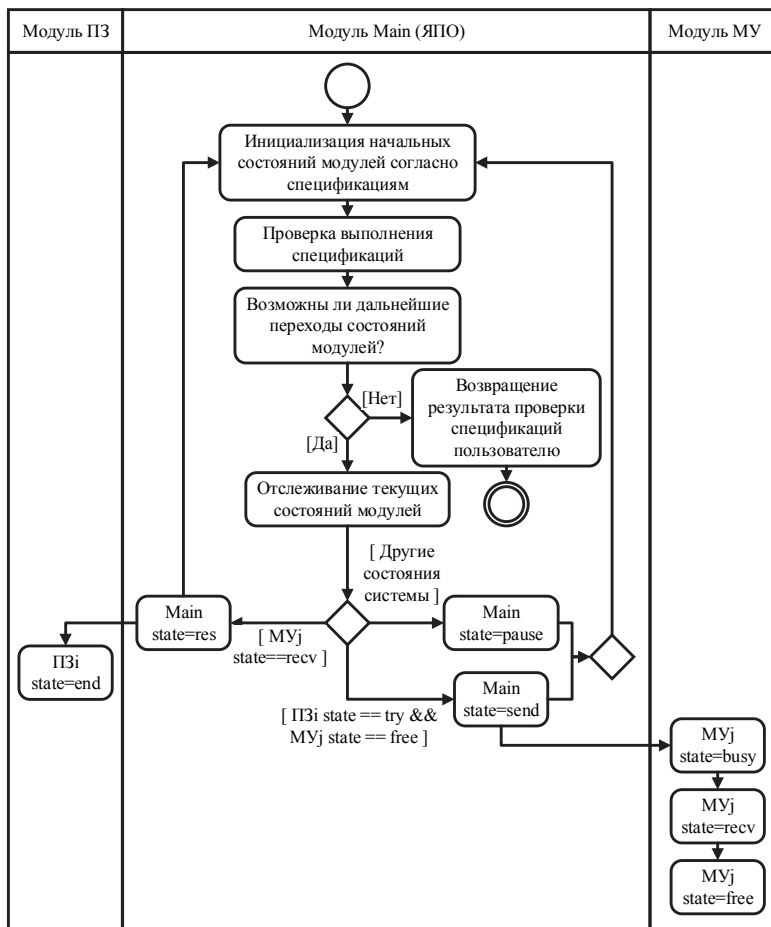 Модуль ПЗ
Модуль Main (ЯПО)
Модуль МУ
Инициализация начальных
состояний модулей согласно
спецификациям
Проверка выполнения
спецификаций
Возможны ли дальнейшие
переходы состояний
модулей?
[Нет]
Возвращение
результата проверки
спецификаций
пользователю
[Да]
Отслеживание текущих
состояний модулей
[ Другие
состояния
системы ]
Main
state=res
Main
state=pause
[ МУj
state==recv ]
ПЗi
state=end
Main
state=send
[ ПЗi state == try &&
МУj state == free ]
МУj
state=busy
МУj
state=recv
МУj
state=free